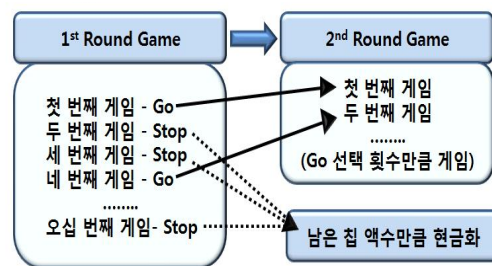 1st Round Game
첫 번째 게임 - Go
두 번째 게임 - Stop
세 번째 게임 - Stop
네 번째 게임 - Go
........
오십 번째 게임- Stop
2nd Round Game
첫 번째 게임
두 번째 게임
........
(Go 선택 횟수만큼 게임)
남은 칩 액수만큼 현금화